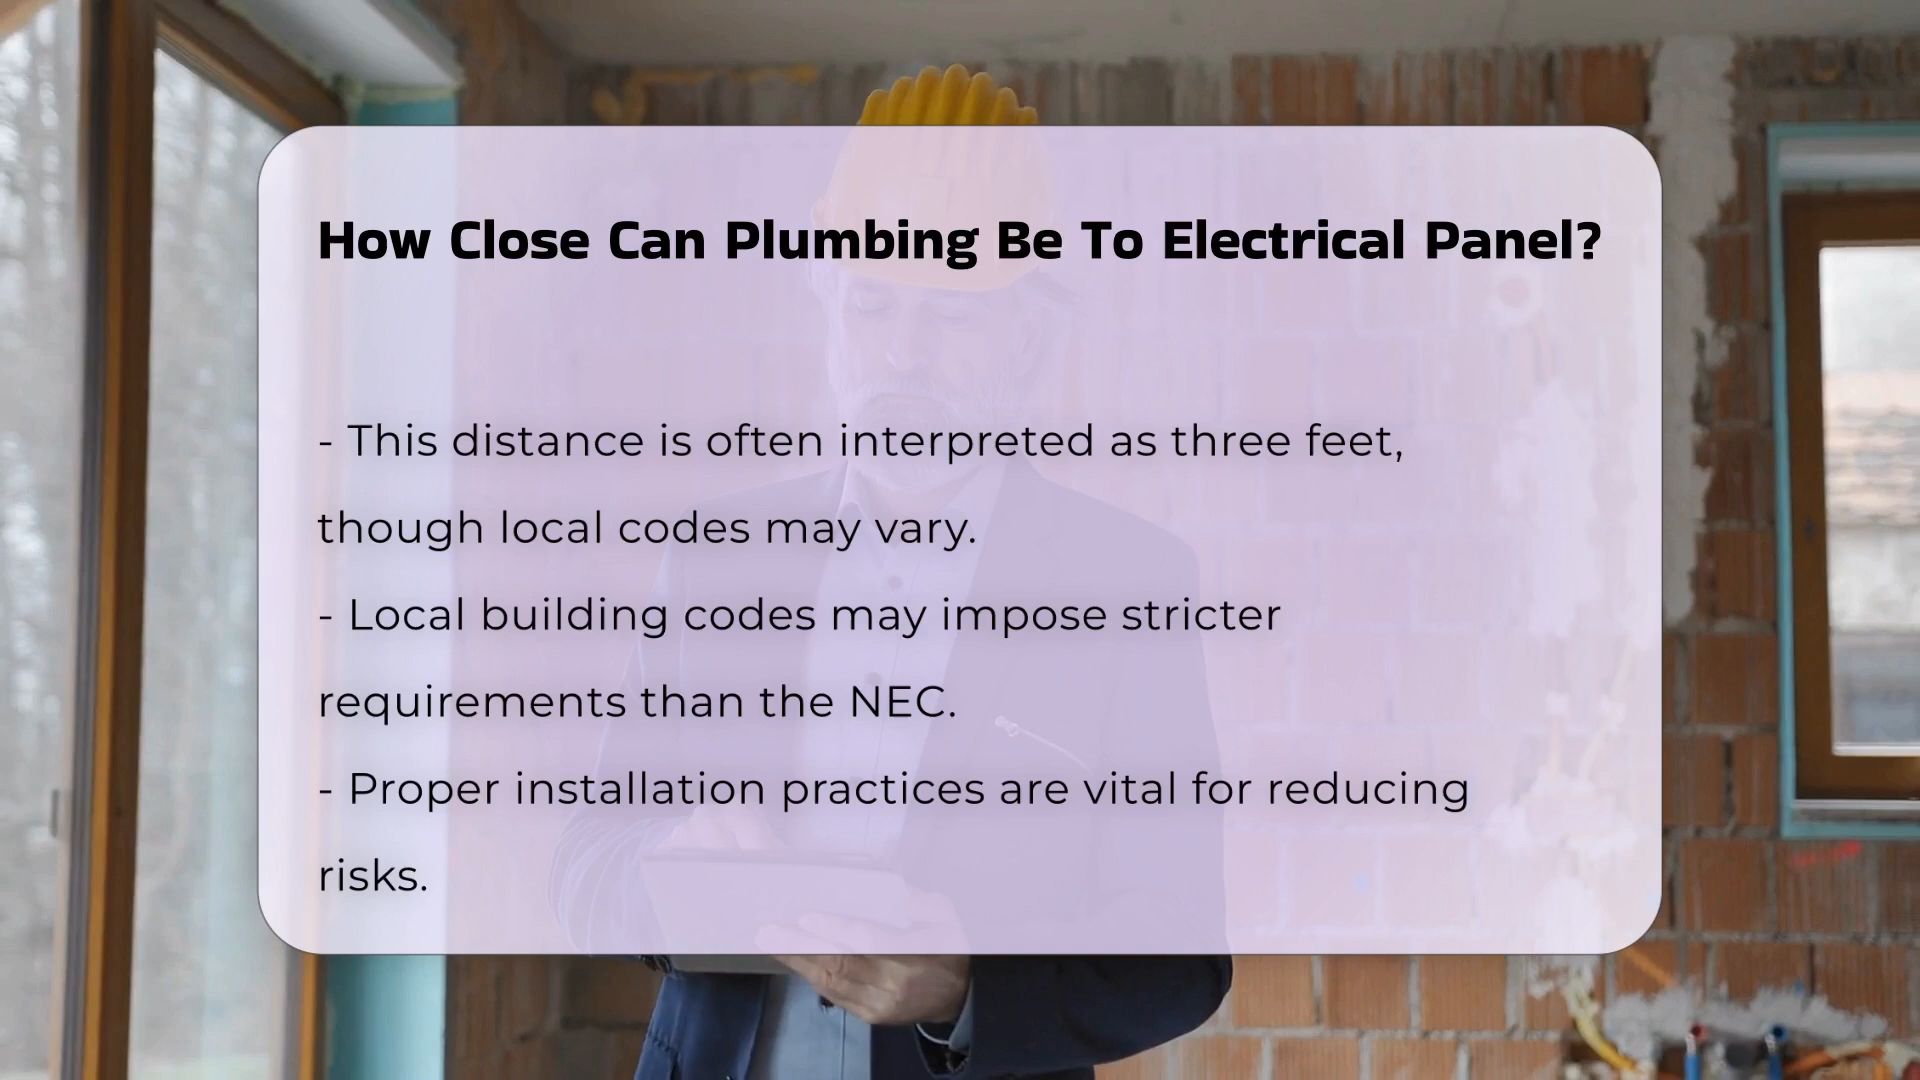 How Close Can Plumbing Be To Electrical Panel?
- This distance is often interpreted as three feet,
though local codes may vary.
- Local building codes may impose stricter
requirements than the NEC.
- Proper installation practices are vital for reducing
risks.